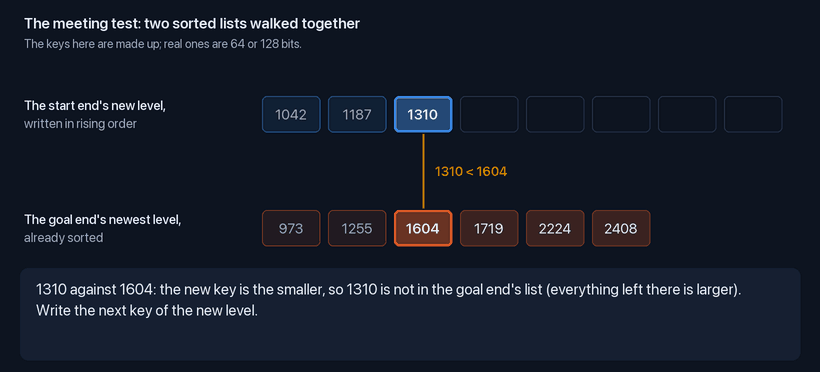 The meeting test: two sorted lists walked together
The keys here are made up; real ones are 64 or 128 bits.
The start end's new level,
written in rising order
1042 1187 1310
1310 < 1604
The goal end's newest level,
already sorted
973 1255 1604 1719 2224 2408
1310 against 1604: the new key is the smaller, so 1310 is not in the goal end's list (everything left there is larger).
Write the next key of the new level.